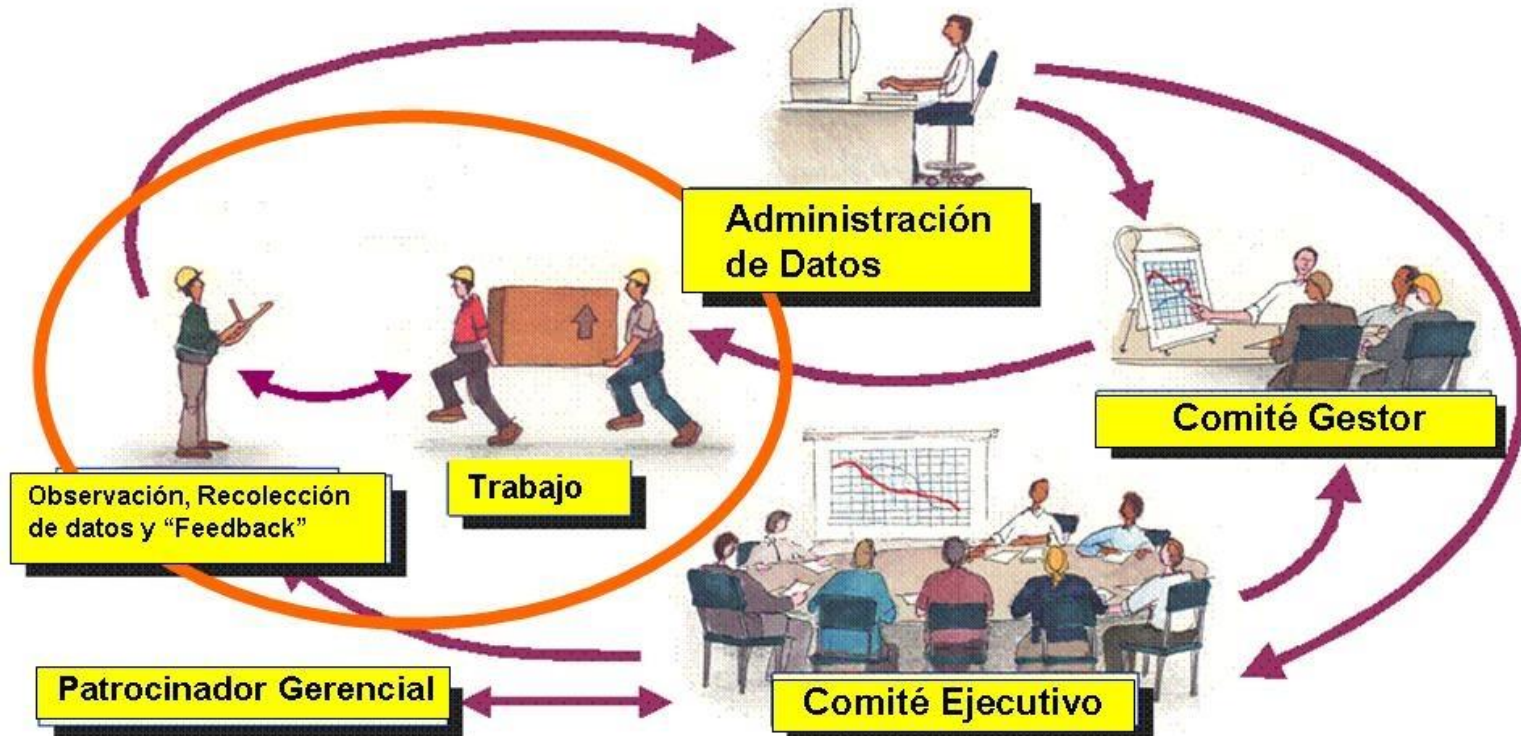 Administración
de Datos
Comité Gestor
Trabajo
Observación, Recolección
de datos y “Feedback”
Patrocinador Gerencial
Comité Ejecutivo